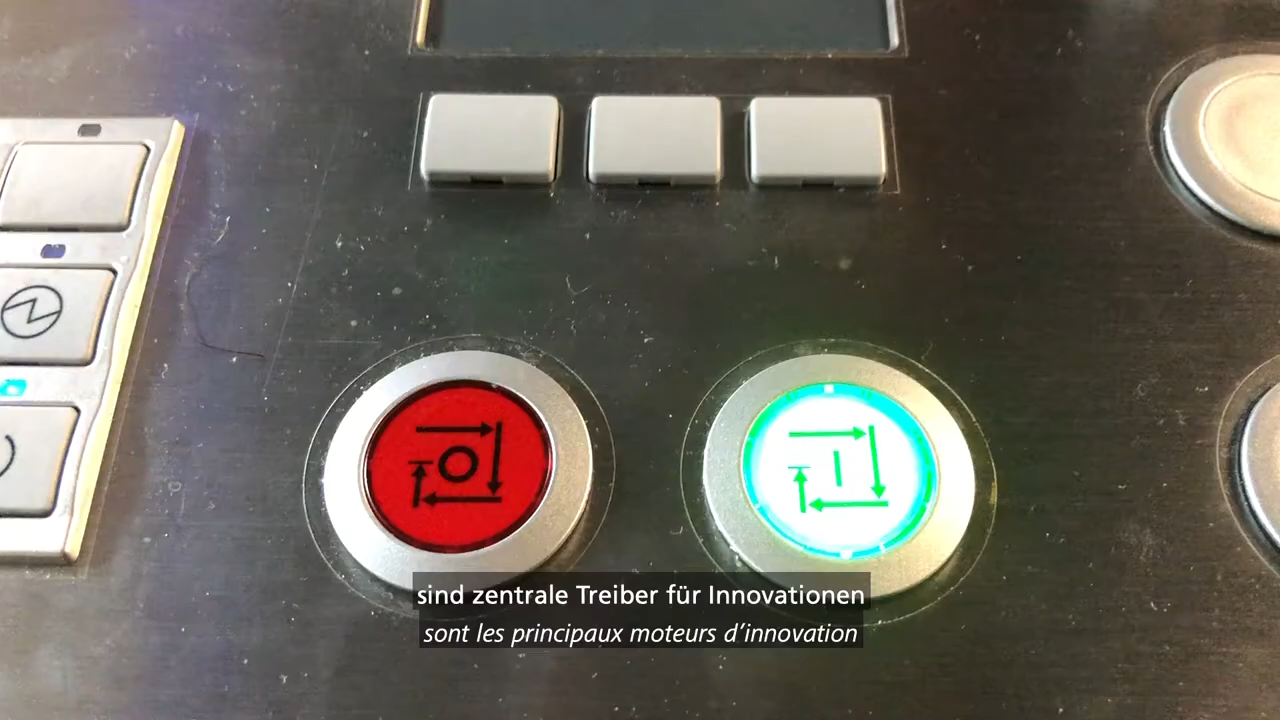 sind zentrale Treiber für Innovationen
sont les principaux moteurs d’innovation